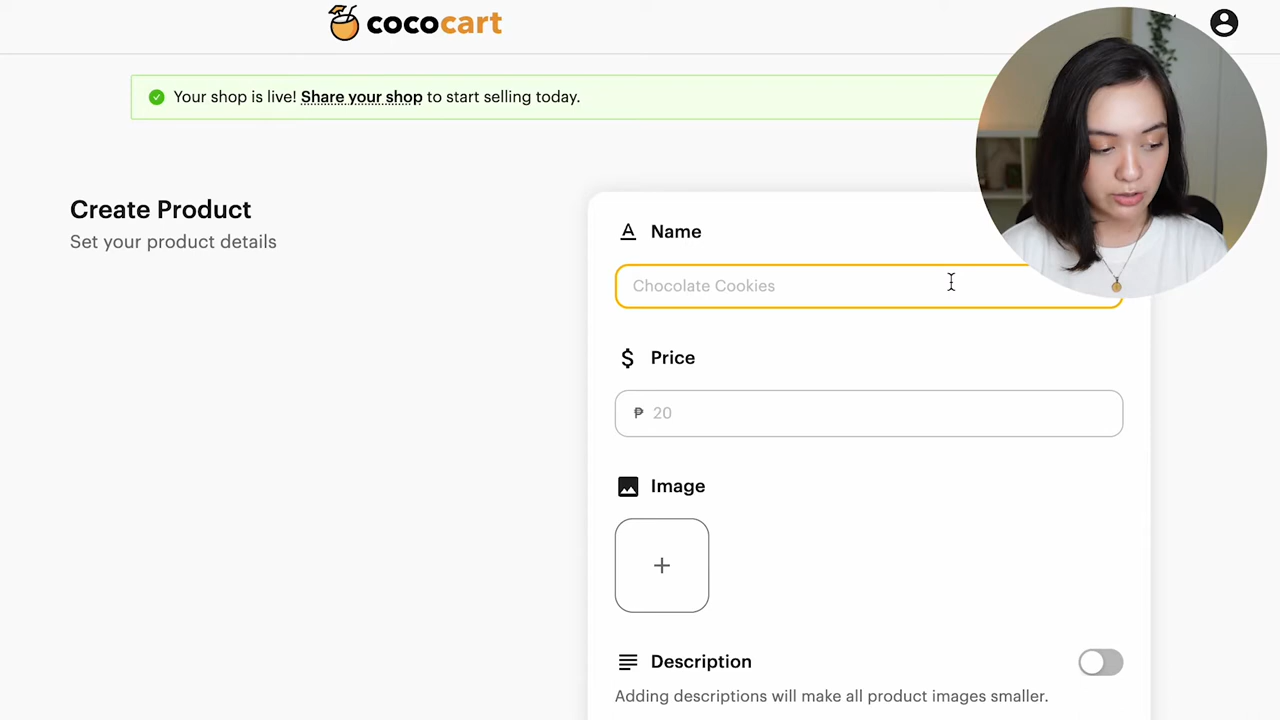 cococart
Your shop is live! Share your shop to start selling today.
Create Product
Set your product details
A Name
Chocolate Cookies
$ Price
₱ 20
Image
+
Description
Adding descriptions will make all product images smaller.